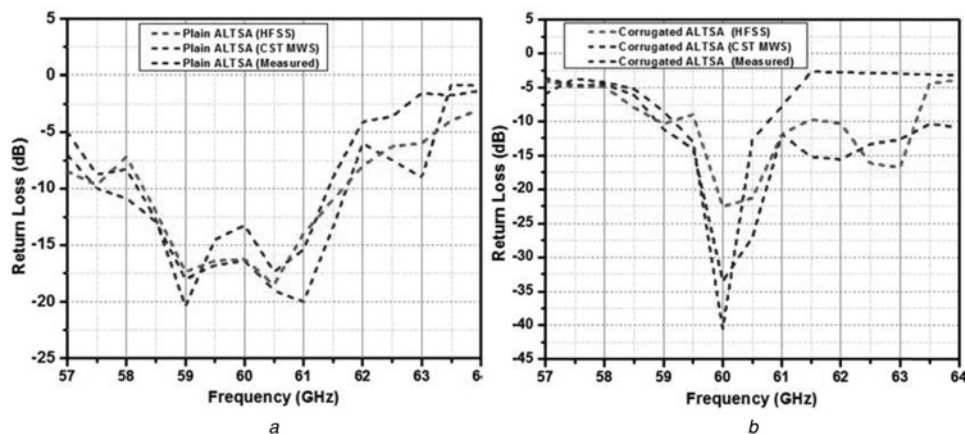 Plain ALTSA (HFSS)
Plain ALTSA (CST MWS)
Plain ALTSA (Measured)
5
0
-5
-10
-15
-20
-25
Return Loss (dB)
57 58 59 60 61 62 63 6
Frequency (GHz)
a
Corrugated ALTSA (HFSS)
Corrugated ALTSA (CST MWS)
Corrugated ALTSA (Measured)
5
0
-5
-10
-15
-20
-25
-30
-35
-40
-45
Return Loss (dB)
57 58 59 60 61 62 63 64
Frequency (GHz)
b